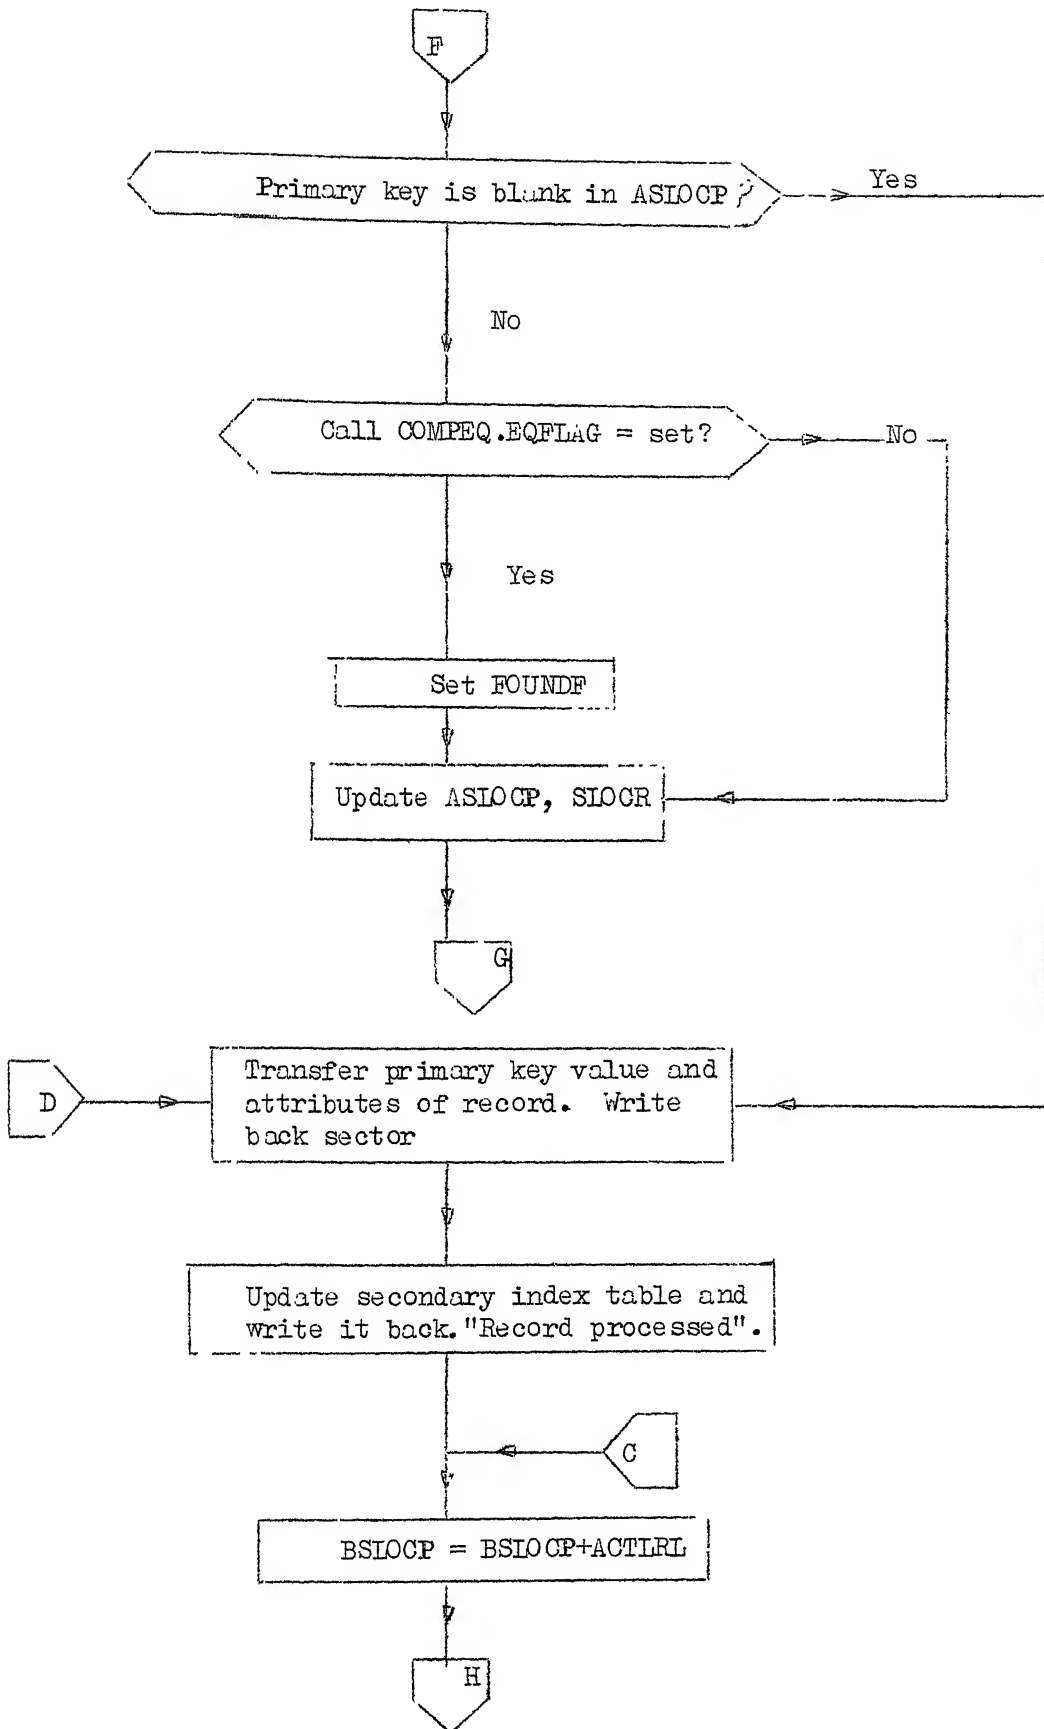 F
Primary key is blank in ASLOCP ?
Yes
No
Call COMPEQ.EQFLAG = set?
No
Yes
Set FOUNDF
Update ASLOCP, SLOCR
G
Transfer primary key value and
attributes of record. Write
back sector
D
Update secondary index table and
write it back."Record processed".
C
BSLOCP = BSLOCP+ACTLRL
H